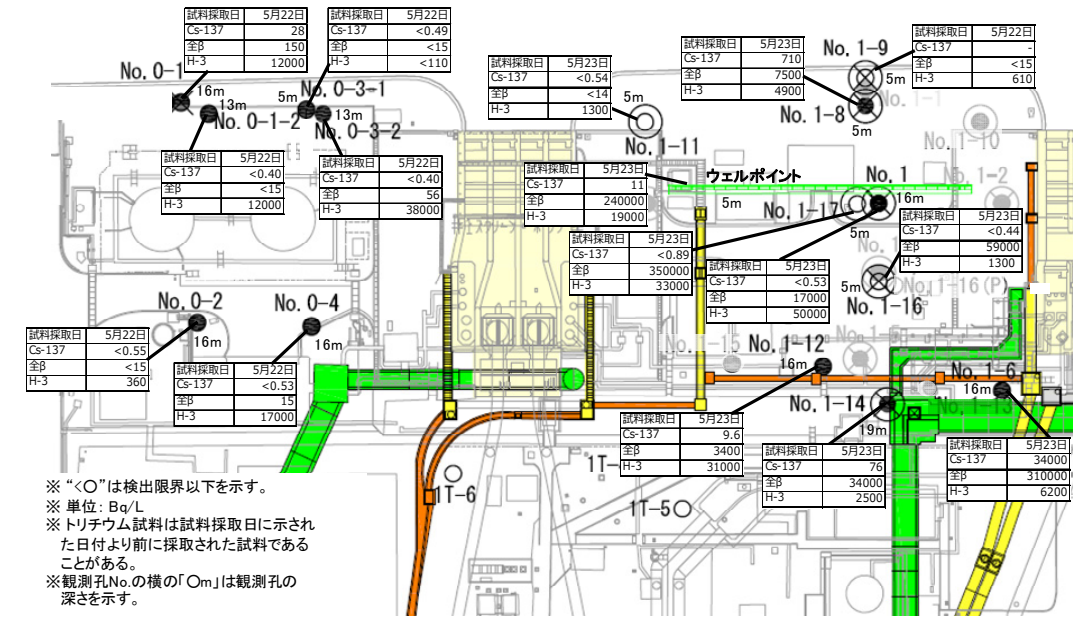 試料採取日 5月22日
Cs-137 28
全β 150
H-3 12000
試料採取日 5月22日
Cs-137 <0.49
全β <15
H-3 <110
試料採取日 5月23日
Cs-137 <0.54
全β <14
H-3 1300
試料採取日 5月23日
Cs-137 710
全β 7500
H-3 4900
No. 1-9
試料採取日 5月22日
Cs-137 -
全β <15
H-3 610
No. 0-1
16m
13m
No. 0-1-2
5m
No. 0-3-1
13m
No. 0-3-2
5m
No. 1-11
5m
No. 1-8
5m
No. 1-1
No. 1-10
試料採取日 5月22日
Cs-137 <0.40
全β <15
H-3 12000
試料採取日 5月22日
Cs-137 <0.40
全β 56
H-3 38000
試料採取日 5月23日
Cs-137 11
全β 240000
H-3 19000
ウェルポイント
5m
No. 1
16m
No. 1-17
5m
No. 1-2
試料採取日 5月23日
Cs-137 <0.89
全β 350000
H-3 33000
試料採取日 5月23日
Cs-137 <0.53
全β 17000
H-3 50000
試料採取日 5月23日
Cs-137 <0.44
全β 59000
H-3 1300
5m
No. 1-16
No. 1-16 (P)
No. 0-2
16m
No. 0-4
16m
試料採取日 5月22日
Cs-137 <0.55
全β <15
H-3 360
試料採取日 5月22日
Cs-137 <0.53
全β 15
H-3 17000
No. 1-15
No. 1-12
16m
No. 1-6
16m
No. 1-14
19m
No. 1-13
試料採取日 5月23日
Cs-137 9.6
全β 3400
H-3 31000
試料採取日 5月23日
Cs-137 76
全β 34000
H-3 2500
試料採取日 5月23日
Cs-137 34000
全β 310000
H-3 6200
1T-6
1T-5
※ “<○”は検出限界以下を示す。
※ 単位: Bq/L
※ トリチウム試料は試料採取日に示され
た日付より前に採取された試料である
ことがある。
※観測孔No.の横の「○m」は観測孔の
深さを示す。